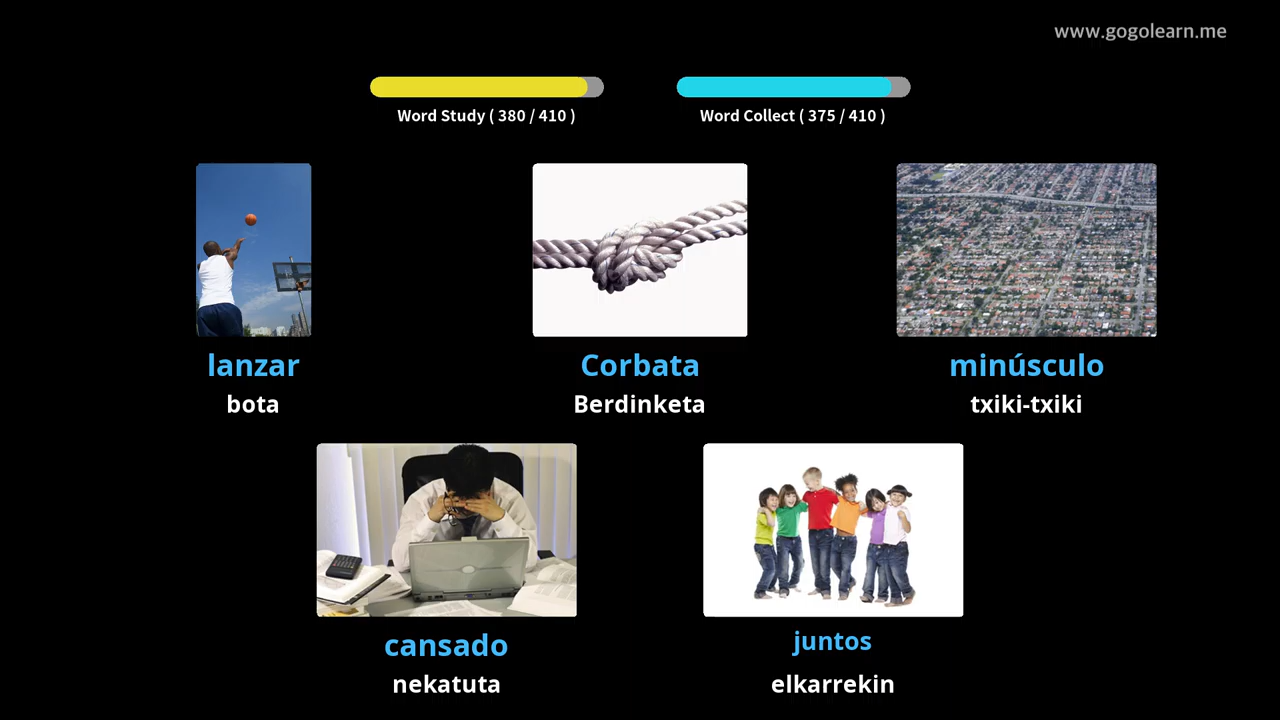 www.gogolearn.me
Word Study ( 380 / 410 )
Word Collect ( 375 / 410 )
lanzar
bota
Corbata
Berdinketa
minúsculo
txiki-txiki
cansado
nekatuta
juntos
elkarrekin